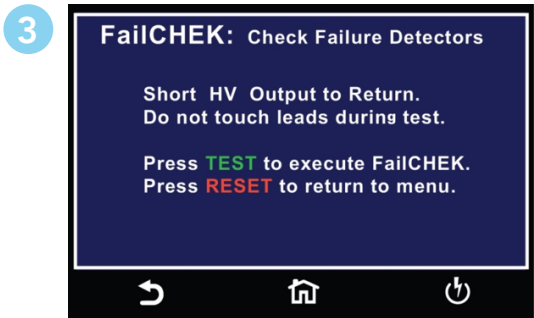 3
FailCHEK: Check Failure Detectors
Short HV Output to Return.
Do not touch leads during test.
Press TEST to execute FailCHEK.
Press RESET to return to menu.